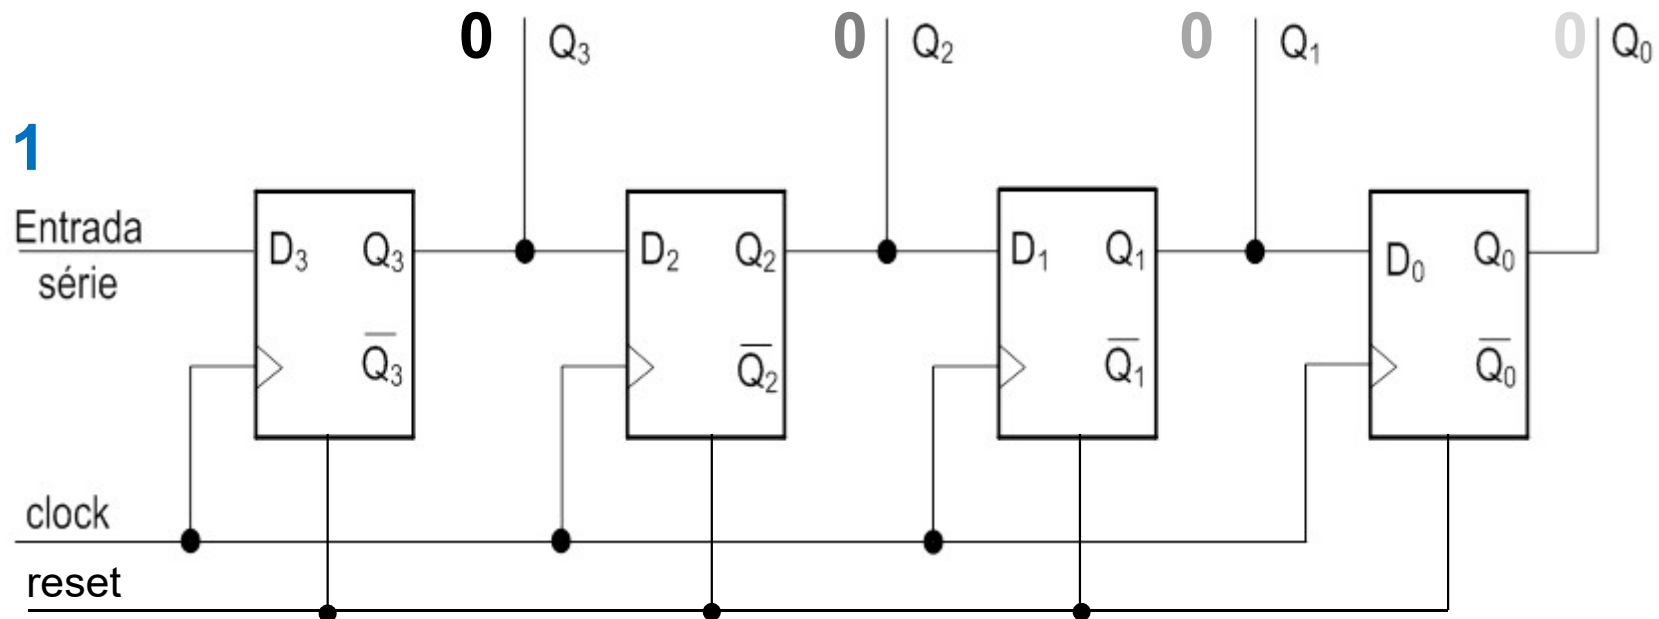 0 Q3 0 Q2 0 Q1 0 Q0
1
Entrada
série
D3 Q3 D2 Q2 D1 Q1 D0 Q0
Q̅3 Q̅2 Q̅1 Q̅0
clock
reset